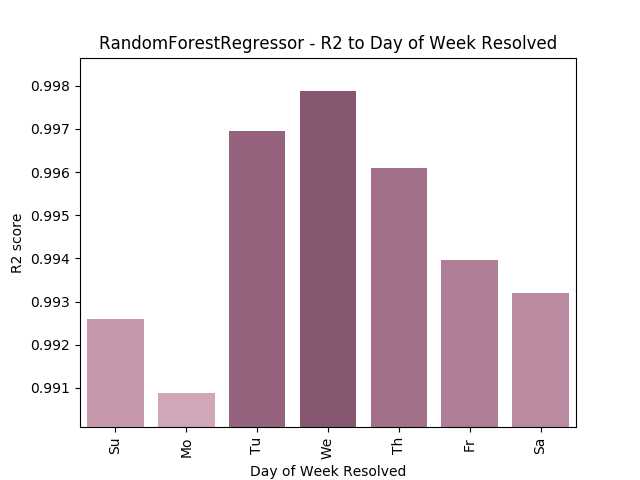 RandomForestRegressor - R2 to Day of Week Resolved
0.998
0.997
0.996
0.995
0.994
0.993
0.992
0.991
R2 score
Su
Mo
Tu
We
Th
Fr
Sa
Day of Week Resolved